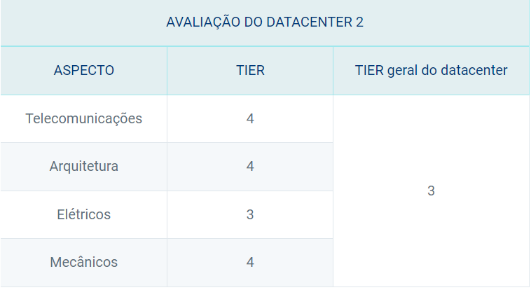 AVALIAÇÃO DO DATACENTER 2
ASPECTO TIER TIER geral do datacenter
Telecomunicações 4
Arquitetura 4
3
Elétricos 3
Mecânicos 4